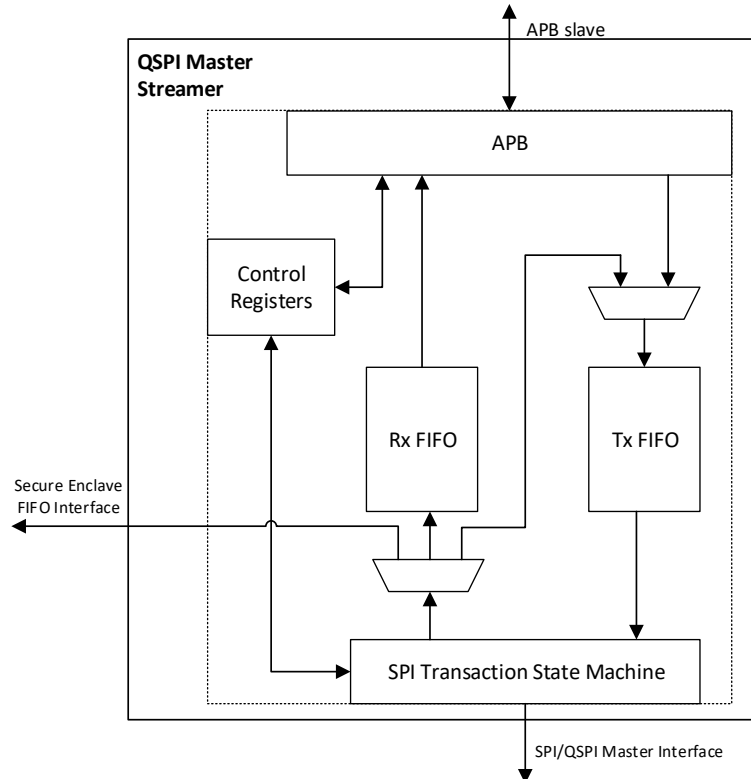 APB slave
QSPI Master
Streamer
APB
Control
Registers
Rx FIFO
Tx FIFO
Secure Enclave
FIFO Interface
SPI Transaction State Machine
SPI/QSPI Master Interface